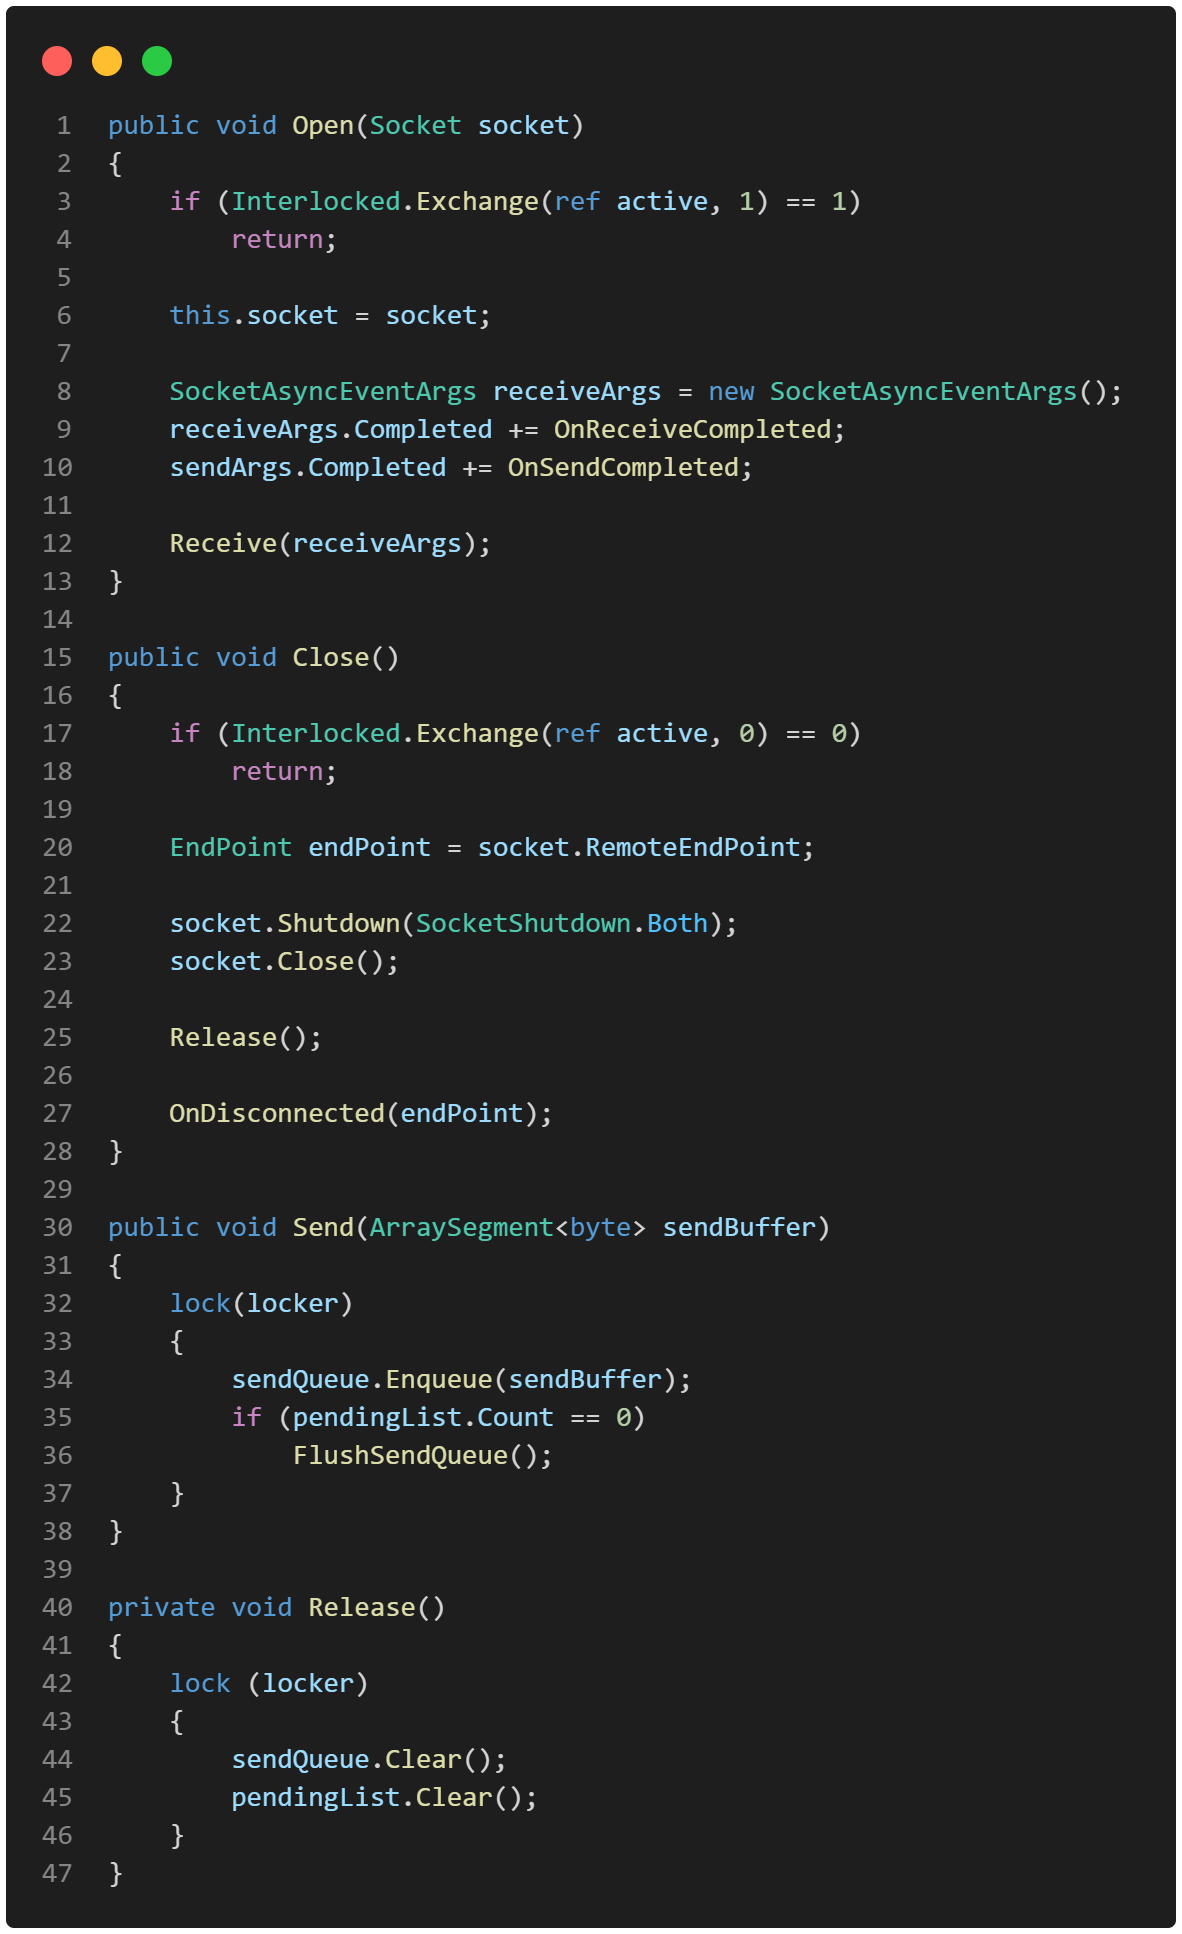 1 public void Open(Socket socket)
2 {
3     if (Interlocked.Exchange(ref active, 1) == 1)
4         return;
5
6     this.socket = socket;
7
8     SocketAsyncEventArgs receiveArgs = new SocketAsyncEventArgs();
9     receiveArgs.Completed += OnReceiveCompleted;
10     sendArgs.Completed += OnSendCompleted;
11
12     Receive(receiveArgs);
13 }
14
15 public void Close()
16 {
17     if (Interlocked.Exchange(ref active, 0) == 0)
18         return;
19
20     EndPoint endPoint = socket.RemoteEndPoint;
21
22     socket.Shutdown(SocketShutdown.Both);
23     socket.Close();
24
25     Release();
26
27     OnDisconnected(endPoint);
28 }
29
30 public void Send(ArraySegment<byte> sendBuffer)
31 {
32     lock(locker)
33     {
34         sendQueue.Enqueue(sendBuffer);
35         if (pendingList.Count == 0)
36             FlushSendQueue();
37     }
38 }
39
40 private void Release()
41 {
42     lock (locker)
43     {
44         sendQueue.Clear();
45         pendingList.Clear();
46     }
47 }